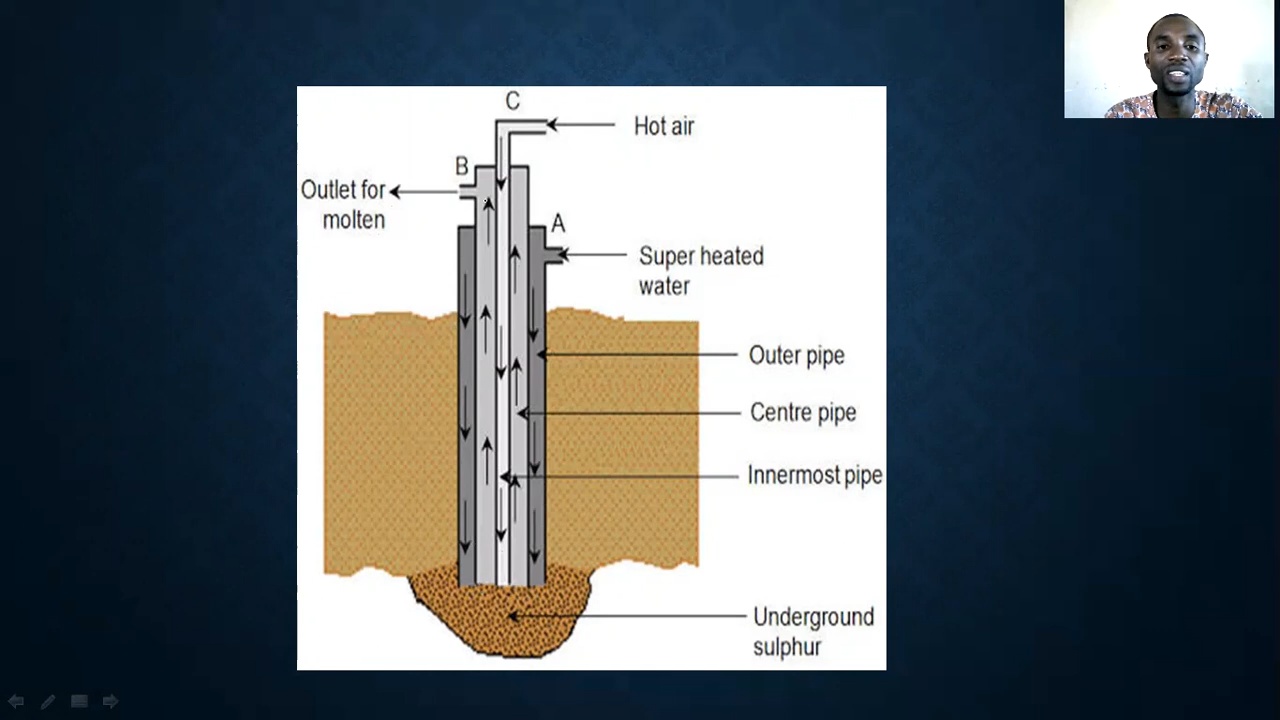 C
Hot air
B
Outlet for
molten
A
Super heated
water
Outer pipe
Centre pipe
Innermost pipe
Underground
sulphur